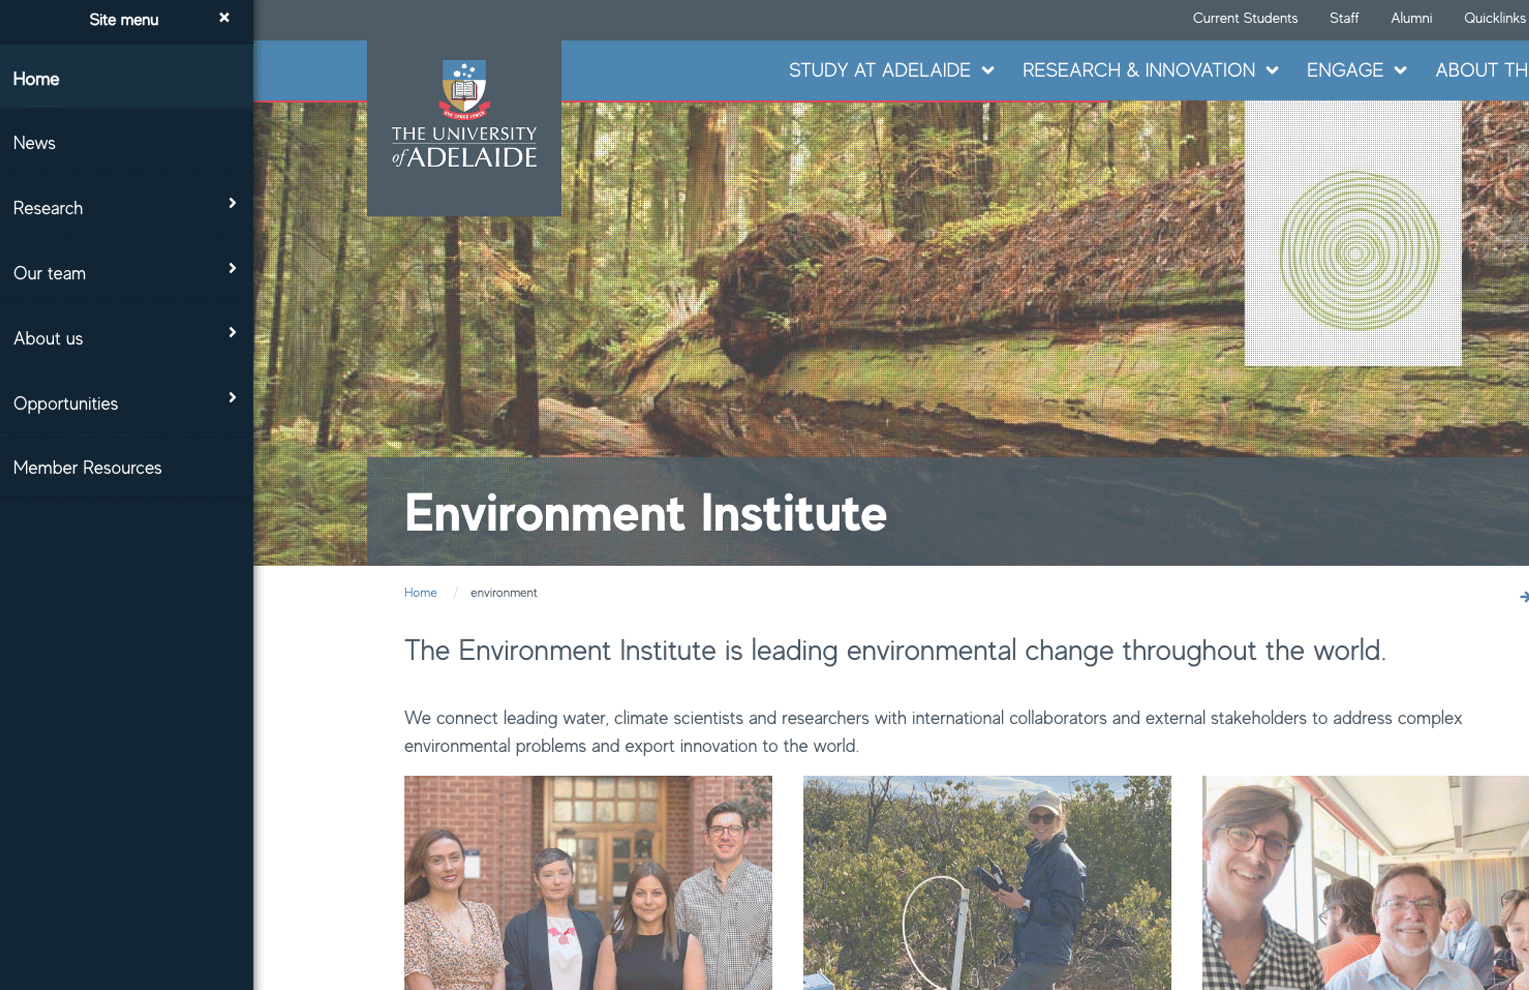 Site menu
Home
News
Research
Our team
About us
Opportunities
Member Resources
Current Students Staff Alumni Quicklinks
STUDY AT ADELAIDE RESEARCH & INNOVATION ENGAGE ABOUT TH
THE UNIVERSITY
of ADELAIDE
Environment Institute
Home / environment
The Environment Institute is leading environmental change throughout the world.
We connect leading water, climate scientists and researchers with international collaborators and external stakeholders to address complex
environmental problems and export innovation to the world.